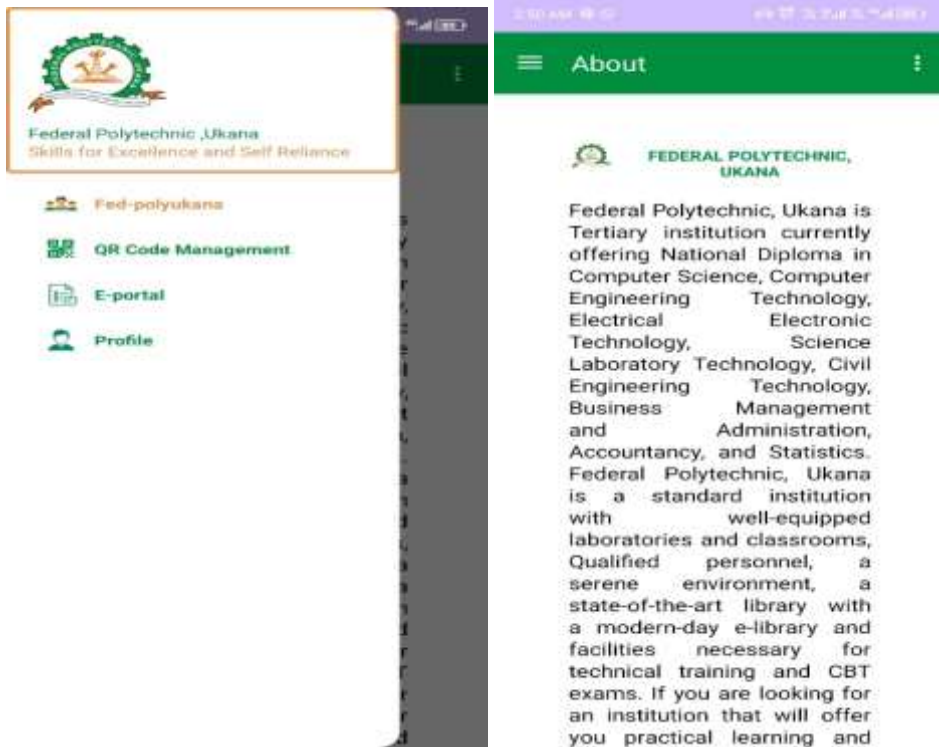 Federal Polytechnic ,Ukana
Skills for Excellence and Self Reliance
Fed-polyukana
QR Code Management
E-portal
Profile
About
FEDERAL POLYTECHNIC,
UKANA
Federal Polytechnic, Ukana is
Tertiary institution currently
offering National Diploma in
Computer Science, Computer
Engineering Technology,
Electrical Electronic
Technology, Science
Laboratory Technology, Civil
Engineering Technology,
Business Management
and Administration,
Accountancy, and Statistics.
Federal Polytechnic, Ukana
is a standard institution
with well-equipped
laboratories and classrooms,
Qualified personnel, a
serene environment, a
state-of-the-art library with
a modern-day e-library and
facilities necessary for
technical training and CBT
exams. If you are looking for
an institution that will offer
you practical learning and